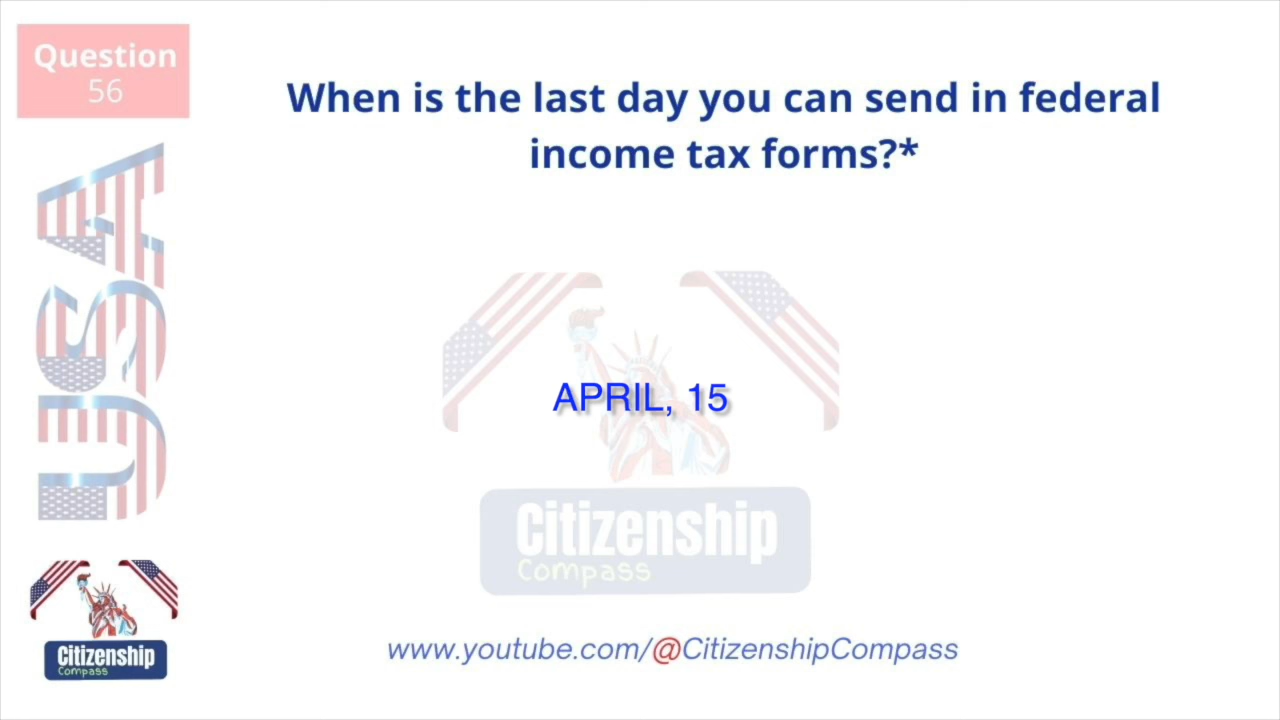 Question
56
When is the last day you can send in federal
income tax forms?*
USA
APRIL, 15
Citizenship
Compass
Citizenship
Compass
www.youtube.com/@CitizenshipCompass